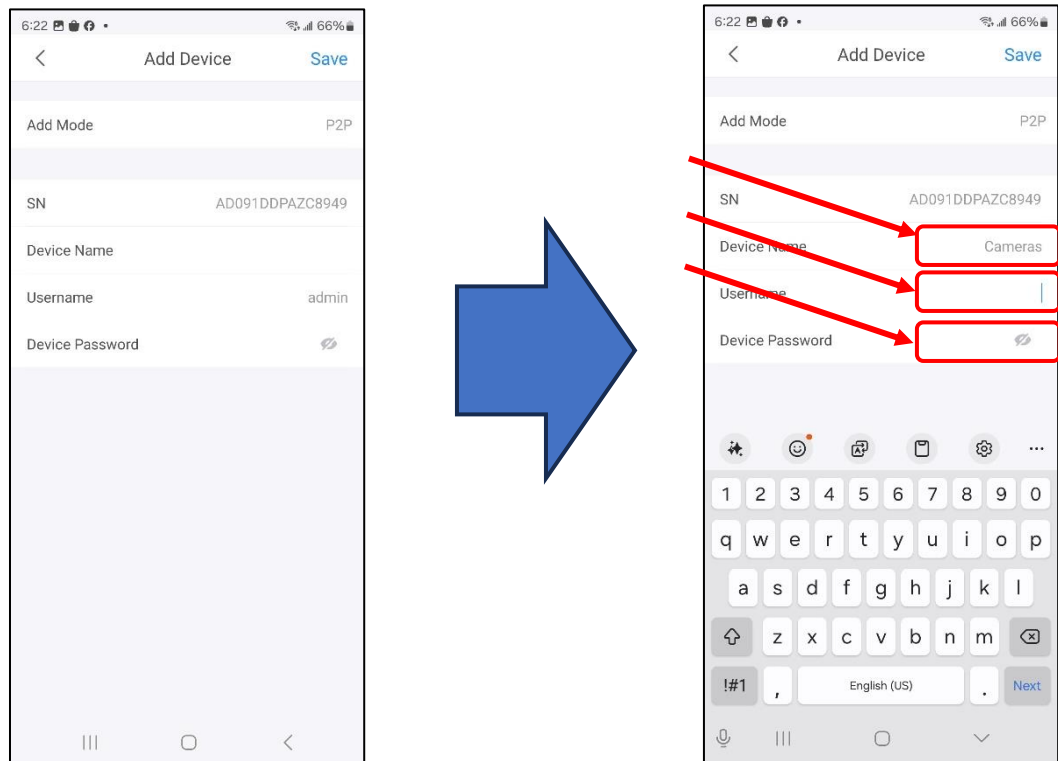 6:22 66%
Add Device Save
Add Mode P2P
SN AD091DDPAZC8949
Device Name
Username admin
Device Password
6:22 66%
Add Device Save
Add Mode P2P
SN AD091DDPAZC8949
Device Name Cameras
Username
Device Password
1 2 3 4 5 6 7 8 9 0
q w e r t y u i o p
a s d f g h j k l
z x c v b n m
!#1 , English (US) . Next